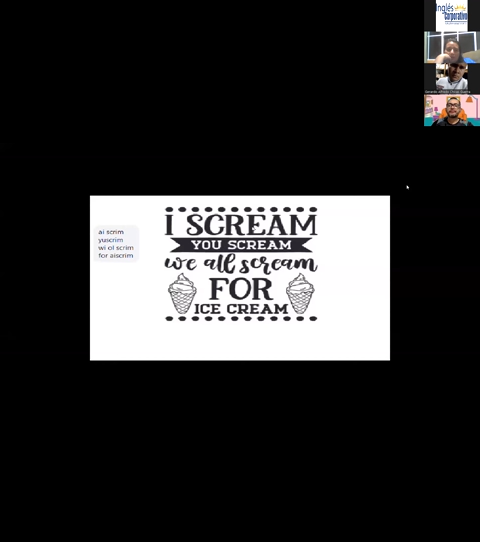 Inglés
Corporativo
ai scrim
yuscrim
wi ol scrim
for aiscrim
I SCREAM
YOU SCREAM
we all scream
FOR
ICE CREAM